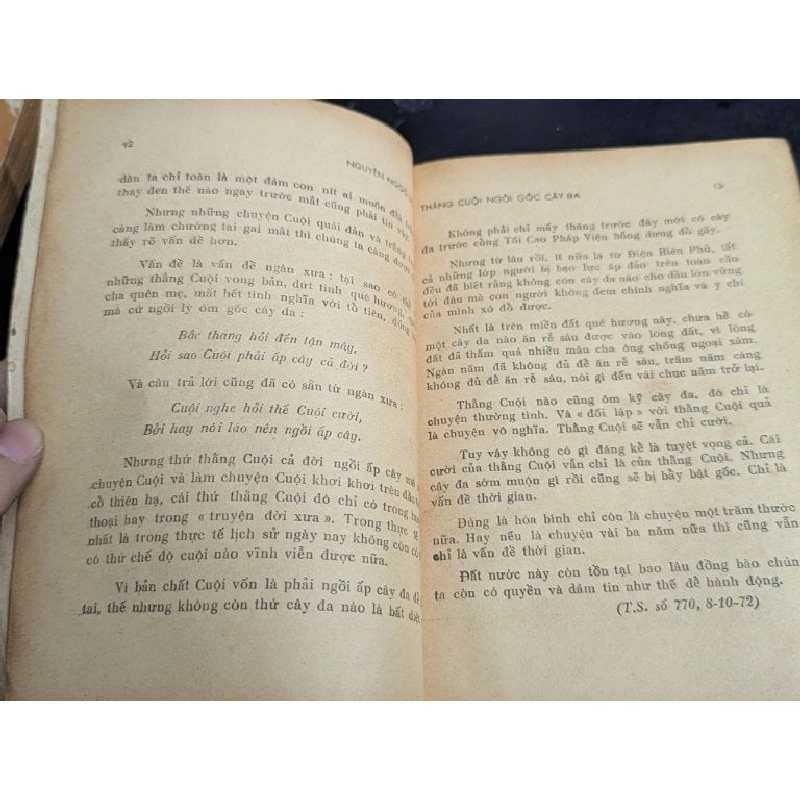 42
NGUYỄN NGỌC
dân ta chỉ toàn là một đám con nít ai muốn đổi
thay đen thế nào ngay trước mắt cũng phải tin vậy.
Nhưng những chuyện Cuội quái đản và trắng
càng làm chường tai gai mắt thì chúng ta càng được
thấy rõ vấn đề hơn.
Vấn đề là vấn đề ngàn xưa : tại sao có thể
những thằng Cuội vong bản, dứt tình quê hương,
cha quên mẹ, mất hết tình nghĩa với tổ tiên, đồng
mà cứ ngồi lý ôm gốc cây đa :
Bắc thang hỏi đến tận mây,
Hỏi sao Cuội phải ấp cây cả đời ?
Và câu trả lời cũng đã có sẵn từ ngàn xưa :
Cuội nghe hỏi thế Cuội cười,
Bởi hay nói láo nên ngồi ấp cây.
Nhưng thứ thằng Cuội cả đời ngồi ấp cây mà
chuyện Cuội và làm chuyện Cuội khơi khơi trên đầu
cổ thiên hạ, cái thứ thằng Cuội đó chỉ có trong
thoại hay trong « truyện đời xưa ». Trong thực
nhất là trong thực tế lịch sử ngày nay không còn
có thứ chế độ cuội nào vĩnh viễn được nữa.
Vì bản chất Cuội vốn là phải ngồi ấp cây đa để
tai, thế nhưng không còn thứ cây đa nào là bất diệt
THẰNG CUỘI NGỒI GỐC CÂY ĐA
Không phải chỉ mấy tháng trước đây mới có cây
đa trước cổng Tối Cao Pháp Viện bỗng dưng đổ gãy.
Nhưng từ lâu rồi, ít nữa là từ Điện Biên Phủ, tất
cả những lớp người bị bạo lực áp đảo trên toàn cầu
đều đã biết rằng không còn cây đa nào cho dầu lớn vững
tới đâu mà con người không đem chính nghĩa và ý chí
của mình xô đổ được.
Nhất là trên miền đất quê hương này, chưa hề có
một cây đa nào ăn rễ sâu được vào lòng đất, vì lòng
đất đã thấm quá nhiều máu cha ông chống ngoại xâm.
Ngàn năm đã không đủ để ăn rễ sâu, trăm năm càng
không đủ để ăn rễ sâu, nói gì đến vài chục năm trở lại.
Thằng Cuội nào cũng ôm kỹ cây đa, đó chỉ là
chuyện thường tình. Và « đối lập » với thằng Cuội quả
là chuyện vô nghĩa. Thằng Cuội sẽ vẫn chỉ cười.
Tuy vậy không có gì đáng kể là tuyệt vọng cả. Cái
cười của thằng Cuội vẫn chỉ là của thằng Cuội. Nhưng
cây đa sớm muộn gì rồi cũng sẽ bị bẩy bật gốc. Chỉ là
vấn đề thời gian.
Đúng là hòa bình chỉ còn là chuyện một trăm thước
nữa. Hay nếu là chuyện vài ba năm nữa thì cũng vẫn
chỉ là vấn đề thời gian.
Đất nước này còn tồn tại bao lâu đồng bào chún
ta còn có quyền và dám tin như thế để hành động.
(T.S. số 770, 8-10-72)